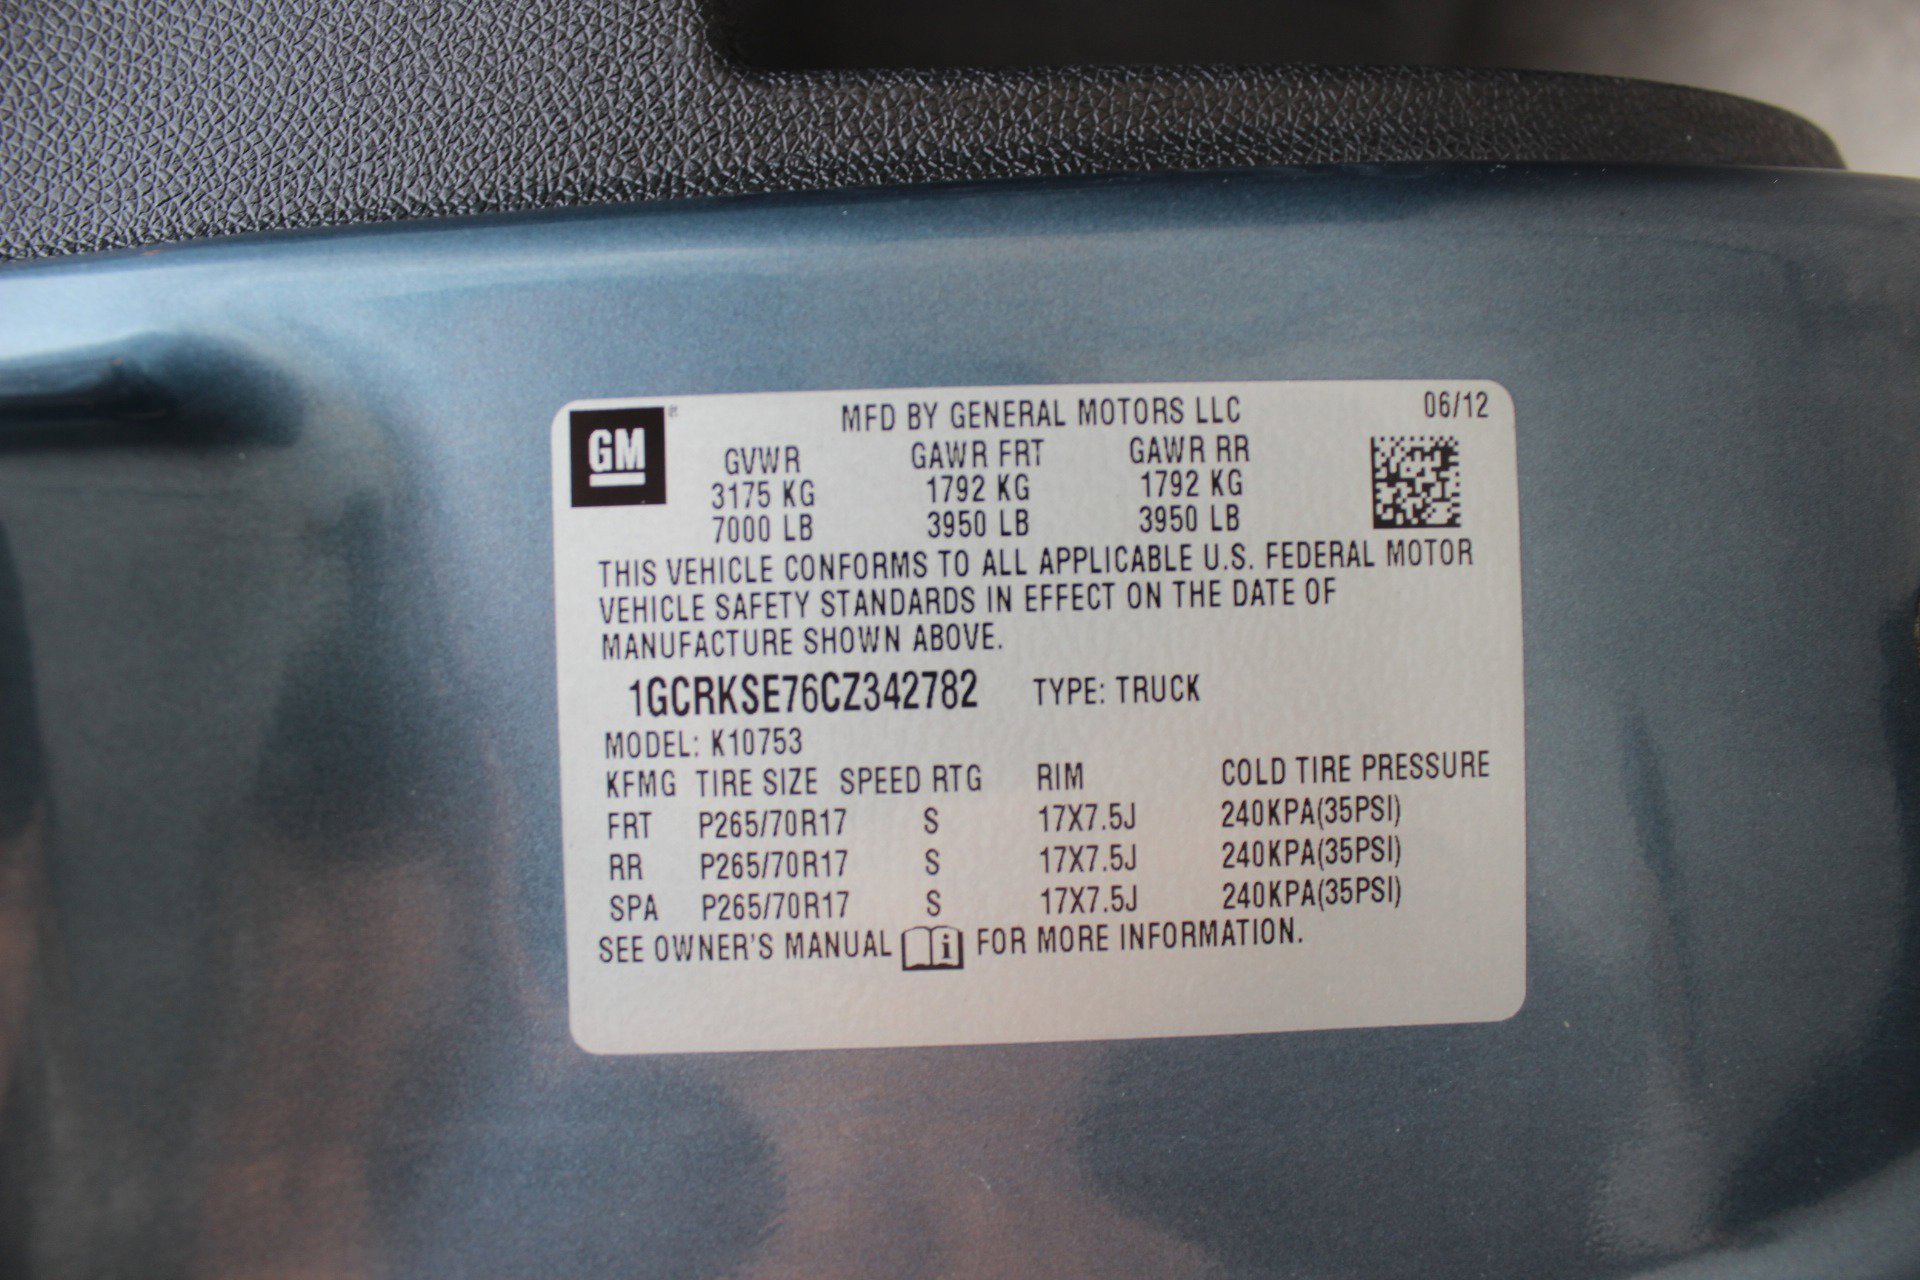 GM ®
MFD BY GENERAL MOTORS LLC 06/12
GVWR GAWR FRT GAWR RR
3175 KG 1792 KG 1792 KG
7000 LB 3950 LB 3950 LB
THIS VEHICLE CONFORMS TO ALL APPLICABLE U.S. FEDERAL MOTOR
VEHICLE SAFETY STANDARDS IN EFFECT ON THE DATE OF
MANUFACTURE SHOWN ABOVE.
1GCRKSE76CZ342782 TYPE: TRUCK
MODEL: K10753
KFMG TIRE SIZE SPEED RTG RIM COLD TIRE PRESSURE
FRT P265/70R17 S 17X7.5J 240KPA(35PSI)
RR P265/70R17 S 17X7.5J 240KPA(35PSI)
SPA P265/70R17 S 17X7.5J 240KPA(35PSI)
SEE OWNER'S MANUAL i FOR MORE INFORMATION.